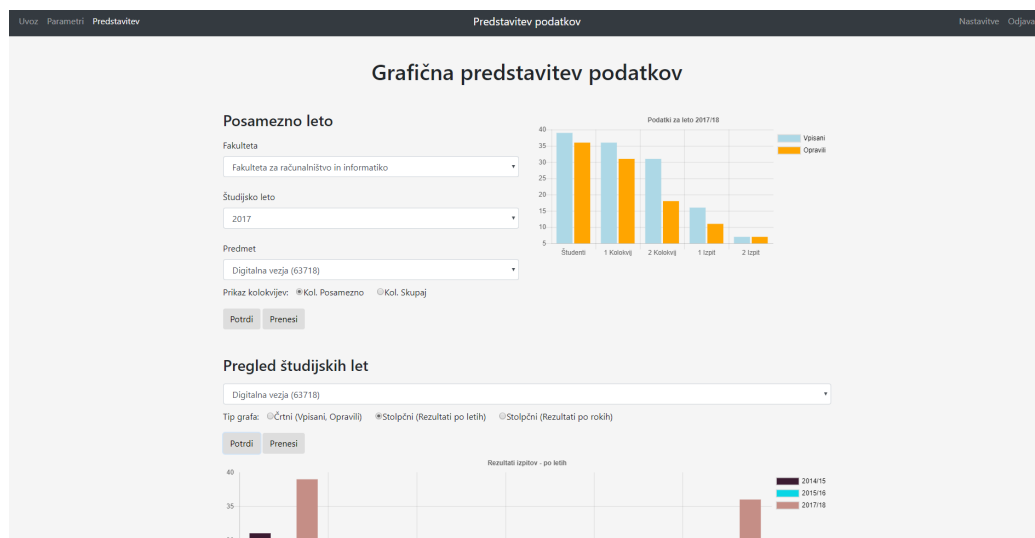 Uvoz Parametri Predstavitev Predstavitev podatkov Nastavitve Odjava
Grafična predstavitev podatkov
Posamezno leto
Fakulteta
Fakulteta za računalništvo in informatiko
Študijsko leto
2017
Predmet
Digitalna vezja (63718)
Prikaz kolokvijev: Kol. Posamezno Kol. Skupaj
Potrdi Prenesi
Podatki za leto 2017/18
Vpisani
Opravili
40
35
30
25
20
15
10
5
Študenti 1 Kolokvij 2 Kolokvij 1 Izpit 2 Izpit
Pregled študijskih let
Digitalna vezja (63718)
Tip grafa: Črtni (Vpisani, Opravili) Stolpčni (Rezultati po letih) Stolpčni (Rezultati po rokih)
Potrdi Prenesi
Rezultati izpitov - po letih
2014/15
2015/16
2017/18
40
35